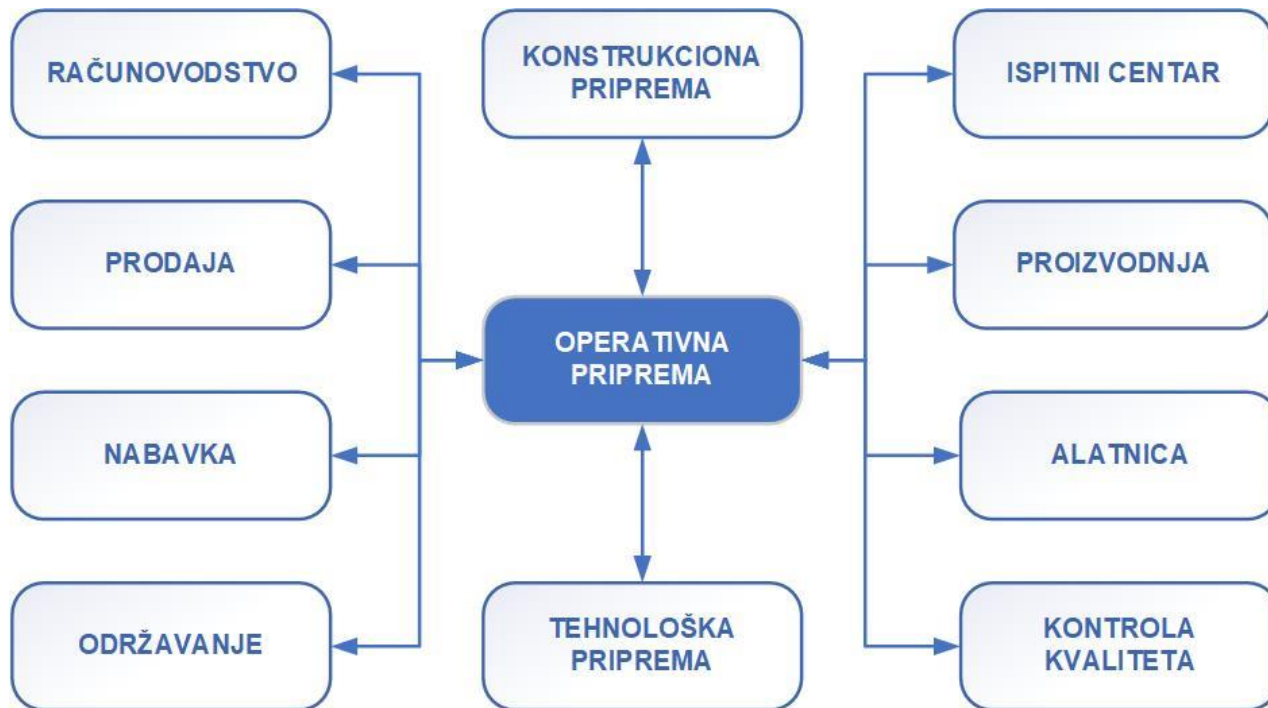 RAČUNOVODSTVO
KONSTRUKCIONA
PRIPREMA
ISPITNI CENTAR
PRODAJA
PROIZVODNJA
OPERATIVNA
PRIPREMA
NABAVKA
ALATNICA
ODRŽAVANJE
TEHNOLOŠKA
PRIPREMA
KONTROLA
KVALITETA